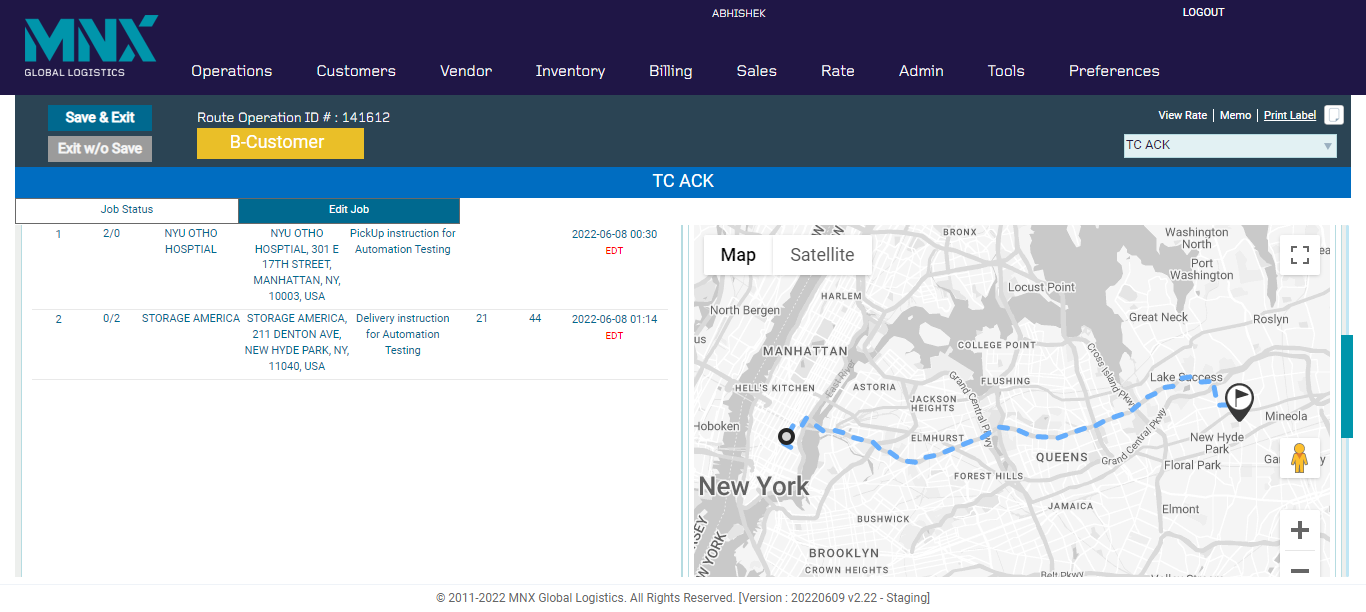 ABHISHEK
LOGOUT
MNX
GLOBAL LOGISTICS
Operations Customers Vendor Inventory Billing Sales Rate Admin Tools Preferences
Save & Exit
Exit w/o Save
Route Operation ID # : 141612
B-Customer
View Rate | Memo | Print Label
TC ACK
TC ACK
Job Status
Edit Job
1
2/0
NYU OTHO
HOSPTIAL
NYU OTHO
HOSPTIAL, 301 E
17TH STREET,
MANHATTAN, NY,
10003, USA
PickUp instruction for
Automation Testing
2022-06-08 00:30
EDT
2
0/2
STORAGE AMERICA
STORAGE AMERICA,
211 DENTON AVE,
NEW HYDE PARK, NY,
11040, USA
Delivery instruction
for Automation
Testing
21
44
2022-06-08 01:14
EDT
Map
Satellite
BRONX
Washington
North
Port
Washington
Locust Point
HARLEM
North Bergen
Great Neck
Roslyn
MANHATTAN
COLLEGE POINT
Cross Island Pkwy
East River
HELL'S KITCHEN
ASTORIA
FLUSHING
Lake Success
JACKSON
HEIGHTS
Grand Central Pkwy
Hoboken
ELMHURST
Mineola
QUEENS
Grand Central Pkwy
New Hyde
Park
Floral Park
FOREST HILLS
New York
JAMAICA
Elmont
BUSHWICK
BROOKLYN
CROWN HEIGHTS
NEW YORK
Belt Pkwy
Valley Stream
© 2011-2022 MNX Global Logistics. All Rights Reserved. [Version : 20220609 v2.22 - Staging]